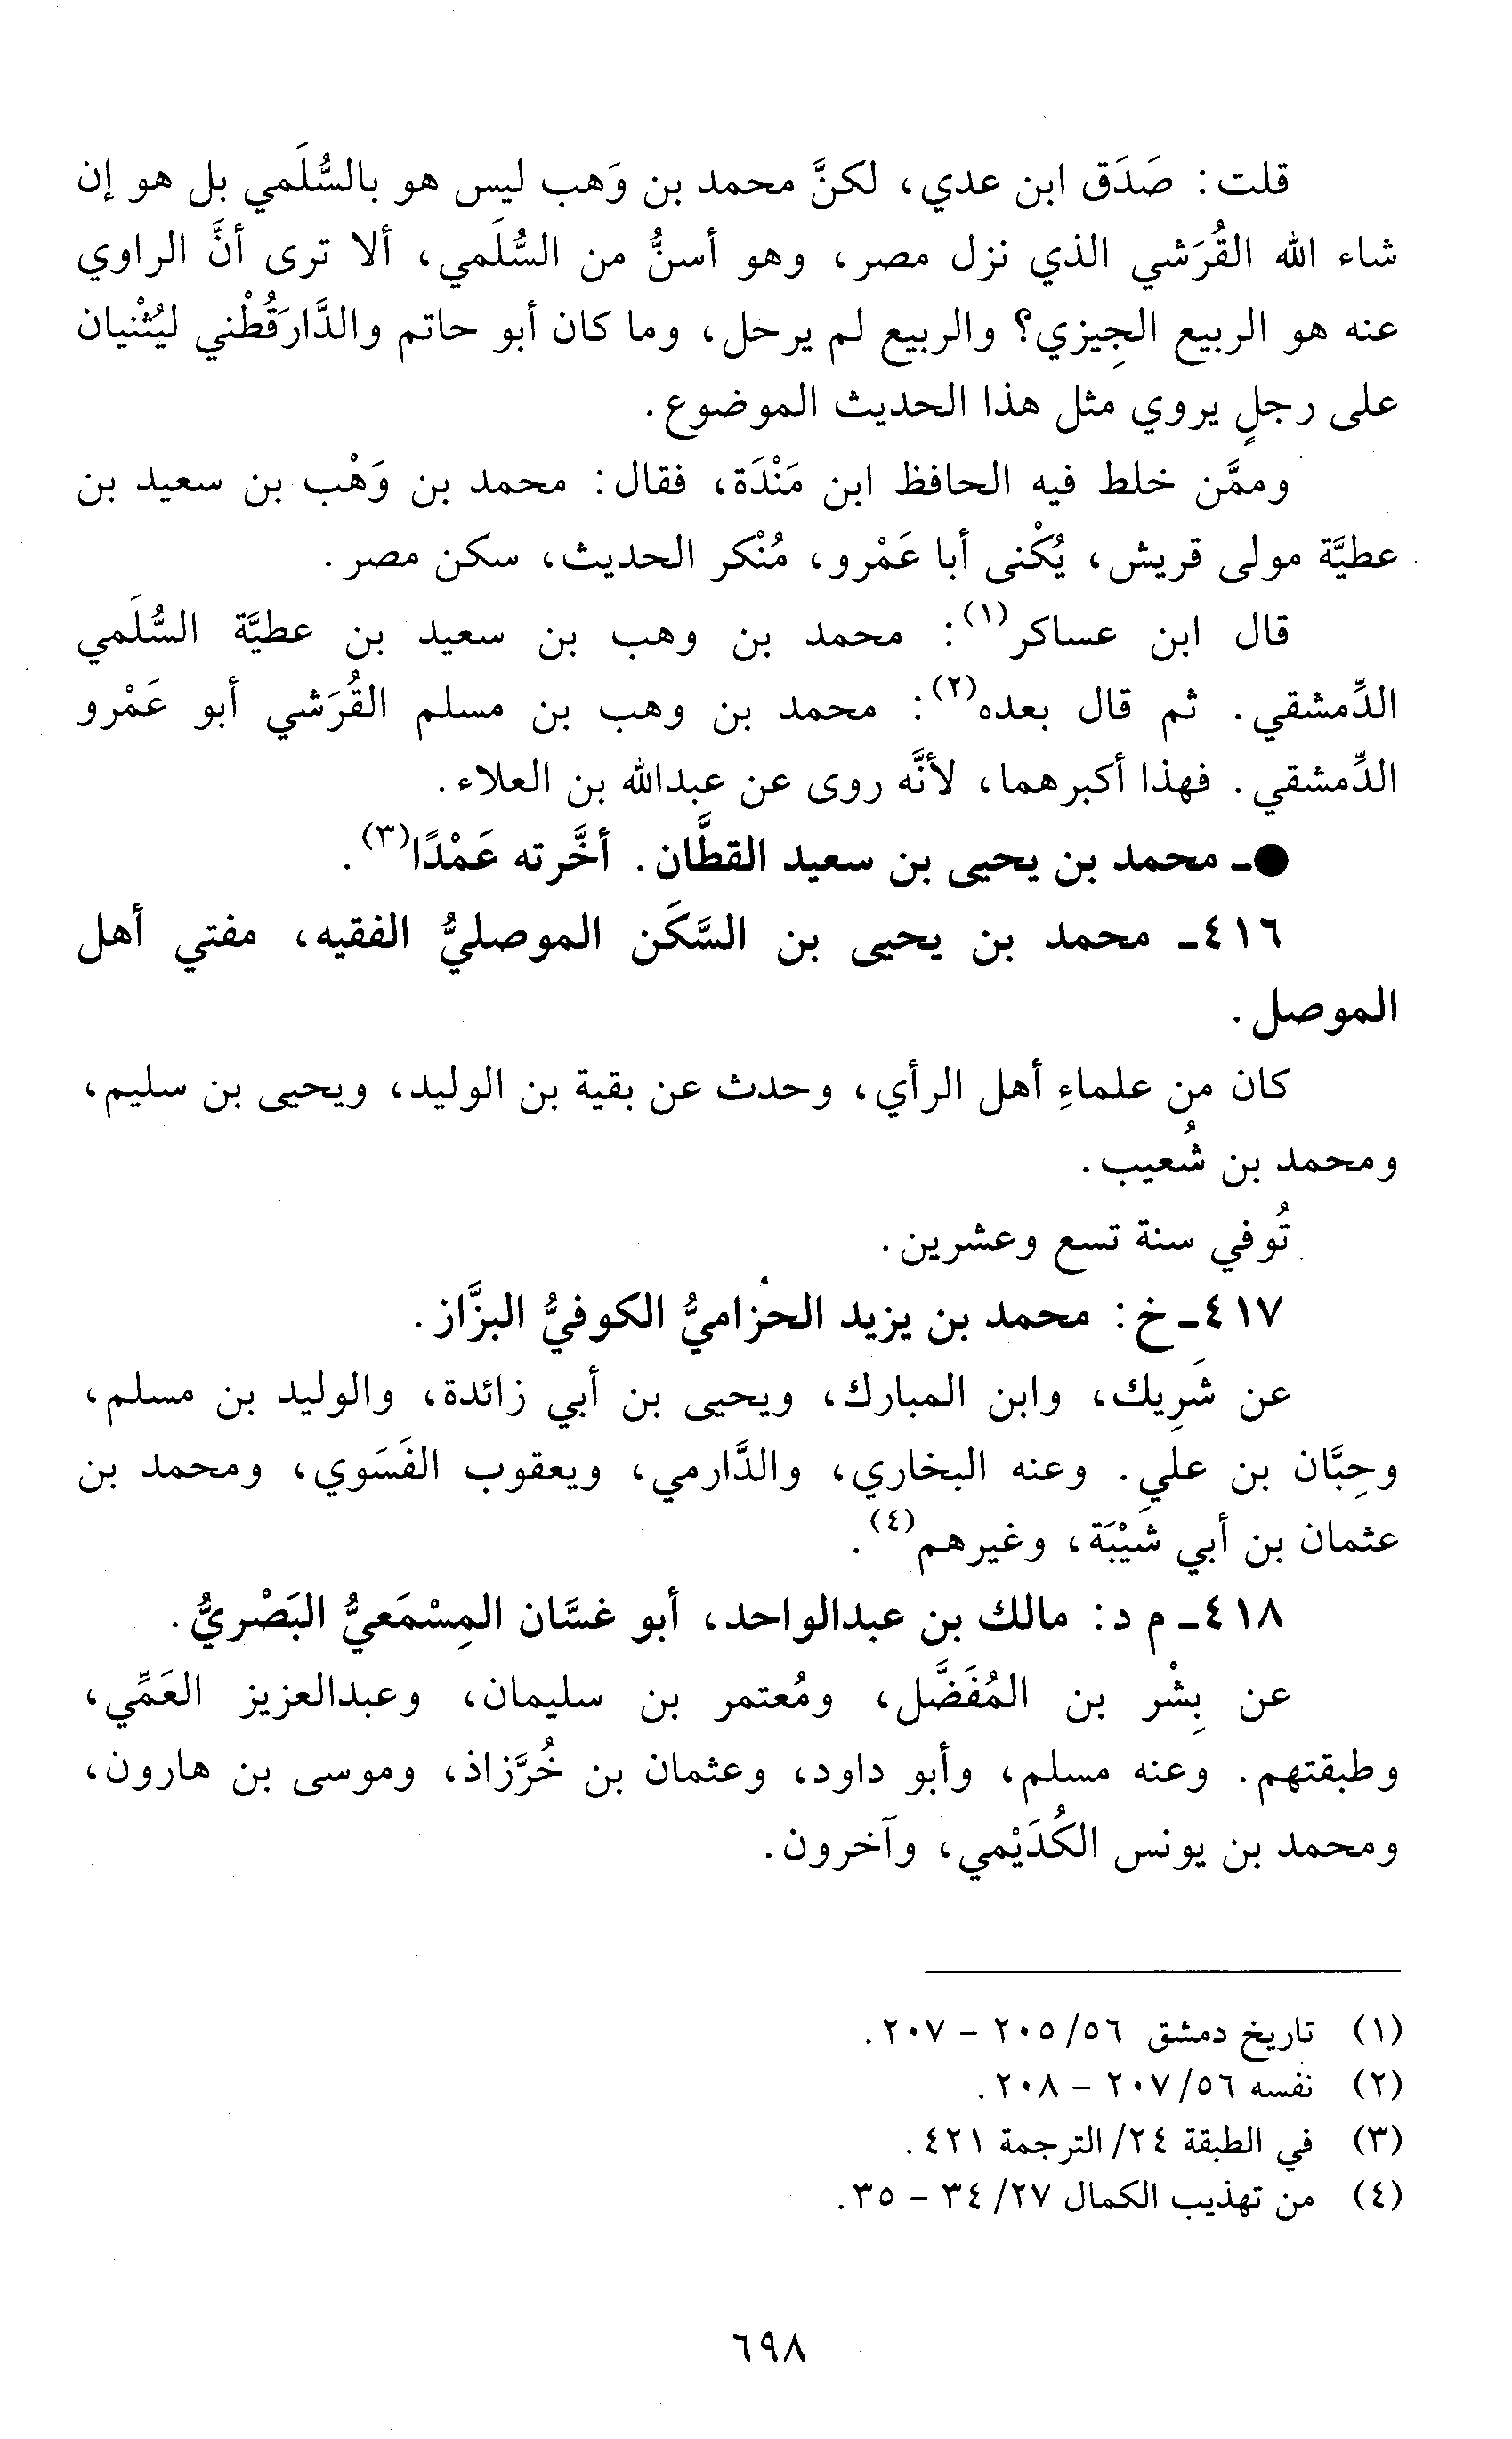 قلت: صَدَق ابن عدي، لكنَّ محمد بن وَهب ليس هو بالسُّلَمي بل هو إن
شاء الله القُرَشي الذي نزل مصر، وهو أسنُّ من السُّلَمي، ألا ترى أنَّ الراوي
عنه هو الربيع الجِيزي؟ والربيع لم يرحل، وما كان أبو حاتم والدَّارَقُطْني ليُثْنيان
على رجلٍ يروي مثل هذا الحديث الموضوع.
وممَّن خلط فيه الحافظ ابن مَنْدَة، فقال: محمد بن وَهْب بن سعيد بن
عطيَّة مولى قريش، يُكْنى أبا عَمْرو، مُنْكر الحديث، سكن مصر.
قال ابن عساكر(١): محمد بن وهب بن سعيد بن عطيَّة السُّلَمي
الدِّمشقي. ثم قال بعده(٢): محمد بن وهب بن مسلم القُرَشي أبو عَمْرو
الدِّمشقي. فهذا أكبرهما، لأنَّه روى عن عبدالله بن العلاء.
●ـ محمد بن يحيى بن سعيد القطَّان. أخَّرته عَمْدًا(٣).
٤١٦ـ محمد بن يحيى بن السَّكَن الموصليُّ الفقيه، مفتي أهل
الموصل.
كان من علماءِ أهل الرأي، وحدث عن بقية بن الوليد، ويحيى بن سليم،
ومحمد بن شُعيب.
تُوفي سنة تسع وعشرين.
٤١٧ـ خ: محمد بن يزيد الحزاميُّ الكوفيُّ البزَّاز.
عن شَرِيك، وابن المبارك، ويحيى بن أبي زائدة، والوليد بن مسلم،
وحِبَّان بن علي. وعنه البخاري، والدَّارمي، ويعقوب الفَسَوي، ومحمد بن
عثمان بن أبي شَيْبَة، وغيرهم(٤).
٤١٨ـ م د: مالك بن عبدالواحد، أبو غسَّان المِسْمَعيُّ البَصْريُّ.
عن بِشْر بن المُفَضَّل، ومُعتمر بن سليمان، وعبدالعزيز العَمِّي،
وطبقتهم. وعنه مسلم، وأبو داود، وعثمان بن خُرَّزاذ، وموسى بن هارون،
ومحمد بن يونس الكُدَيْمي، وآخرون.
(١) تاريخ دمشق ٥٦/ ٢٠٥ - ٢٠٧.
(٢) نفسه ٥٦/ ٢٠٧ - ٢٠٨.
(٣) في الطبقة ٢٤/ الترجمة ٤٢١.
(٤) من تهذيب الكمال ٢٧/ ٣٤ - ٣٥.
٦٩٨